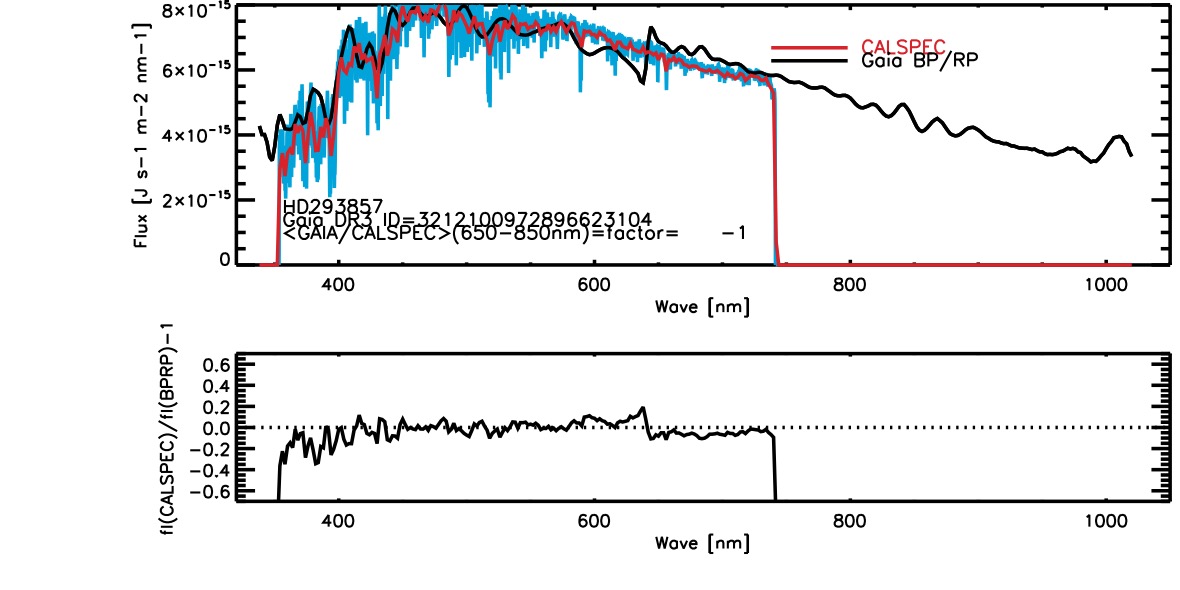 8×10−15
6×10−15
4×10−15
2×10−15
0
Flux [J s−1 m−2 nm−1]
CALSPEC
Gaia BP/RP
HD293857
Gaia DR3 ID=3212100972896623104
<GAIA/CALSPEC>(650−850nm)=factor= −1
400 600 800 1000
Wave [nm]
fl(CALSPEC)/fl(BPRP)−1
0.6
0.4
0.2
0.0
−0.2
−0.4
−0.6
400 600 800 1000
Wave [nm]